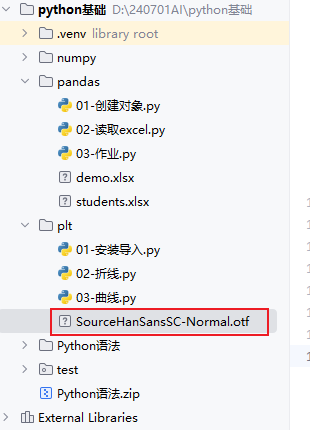 python基础 D:\240701AI\python基础
.venv library root
numpy
pandas
01-创建对象.py
02-读取excel.py
03-作业.py
demo.xlsx
students.xlsx
plt
01-安装导入.py
02-折线.py
03-曲线.py
SourceHanSansSC-Normal.otf
Python语法
test
Python语法.zip
External Libraries